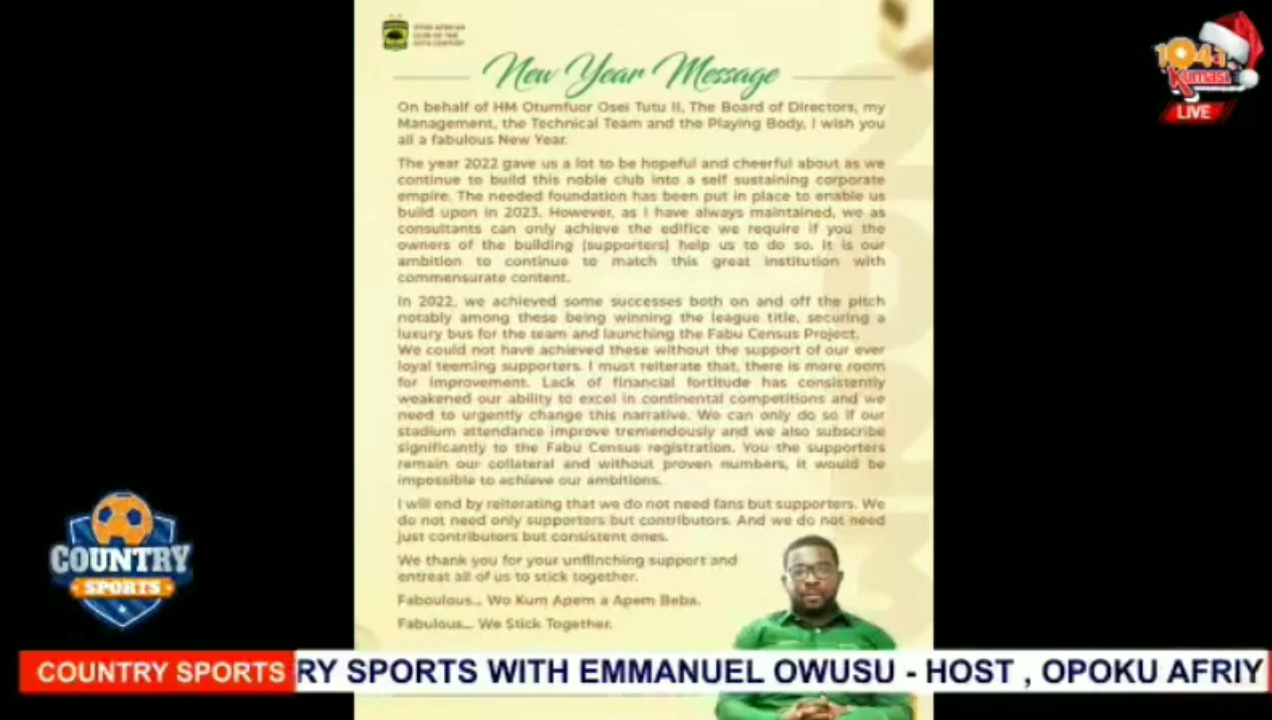 1935 AFRICAN
CLUB OF THE
20TH CENTURY
New Year Message
104.1
Kumasi
LIVE
On behalf of HM Otumfuor Osei Tutu II, The Board of Directors, my
Management, the Technical Team and the Playing Body, I wish you
all a fabulous New Year.
The year 2022 gave us a lot to be hopeful and cheerful about as we
continue to build this noble club into a self sustaining corporate
empire. The needed foundation has been put in place to enable us
build upon in 2023. However, as I have always maintained, we as
consultants can only achieve the edifice we require if you the
owners of the building (supporters) help us to do so. It is our
ambition to continue to match this great institution with
commensurate content.
In 2022, we achieved some successes both on and off the pitch
notably among these being winning the league title, securing a
luxury bus for the team and launching the Fabu Census Project.
We could not have achieved these without the support of our ever
loyal teeming supporters. I must reiterate that, there is more room
for improvement. Lack of financial fortitude has consistently
weakened our ability to excel in continental competitions and we
need to urgently change this narrative. We can only do so if our
stadium attendance improve tremendously and we also subscribe
significantly to the Fabu Census registration. You the supporters
remain our collateral and without proven numbers, it would be
impossible to achieve our ambitions.
I will end by reiterating that we do not need fans but supporters. We
do not need only supporters but contributors. And we do not need
just contributors but consistent ones.
We thank you for your unflinching support and
entreat all of us to stick together.
Faboulous... Wo Kum Apem a Apem Beba.
Fabulous... We Stick Together.
COUNTRY
SPORTS
COUNTRY SPORTS RY SPORTS WITH EMMANUEL OWUSU - HOST , OPOKU AFRIY